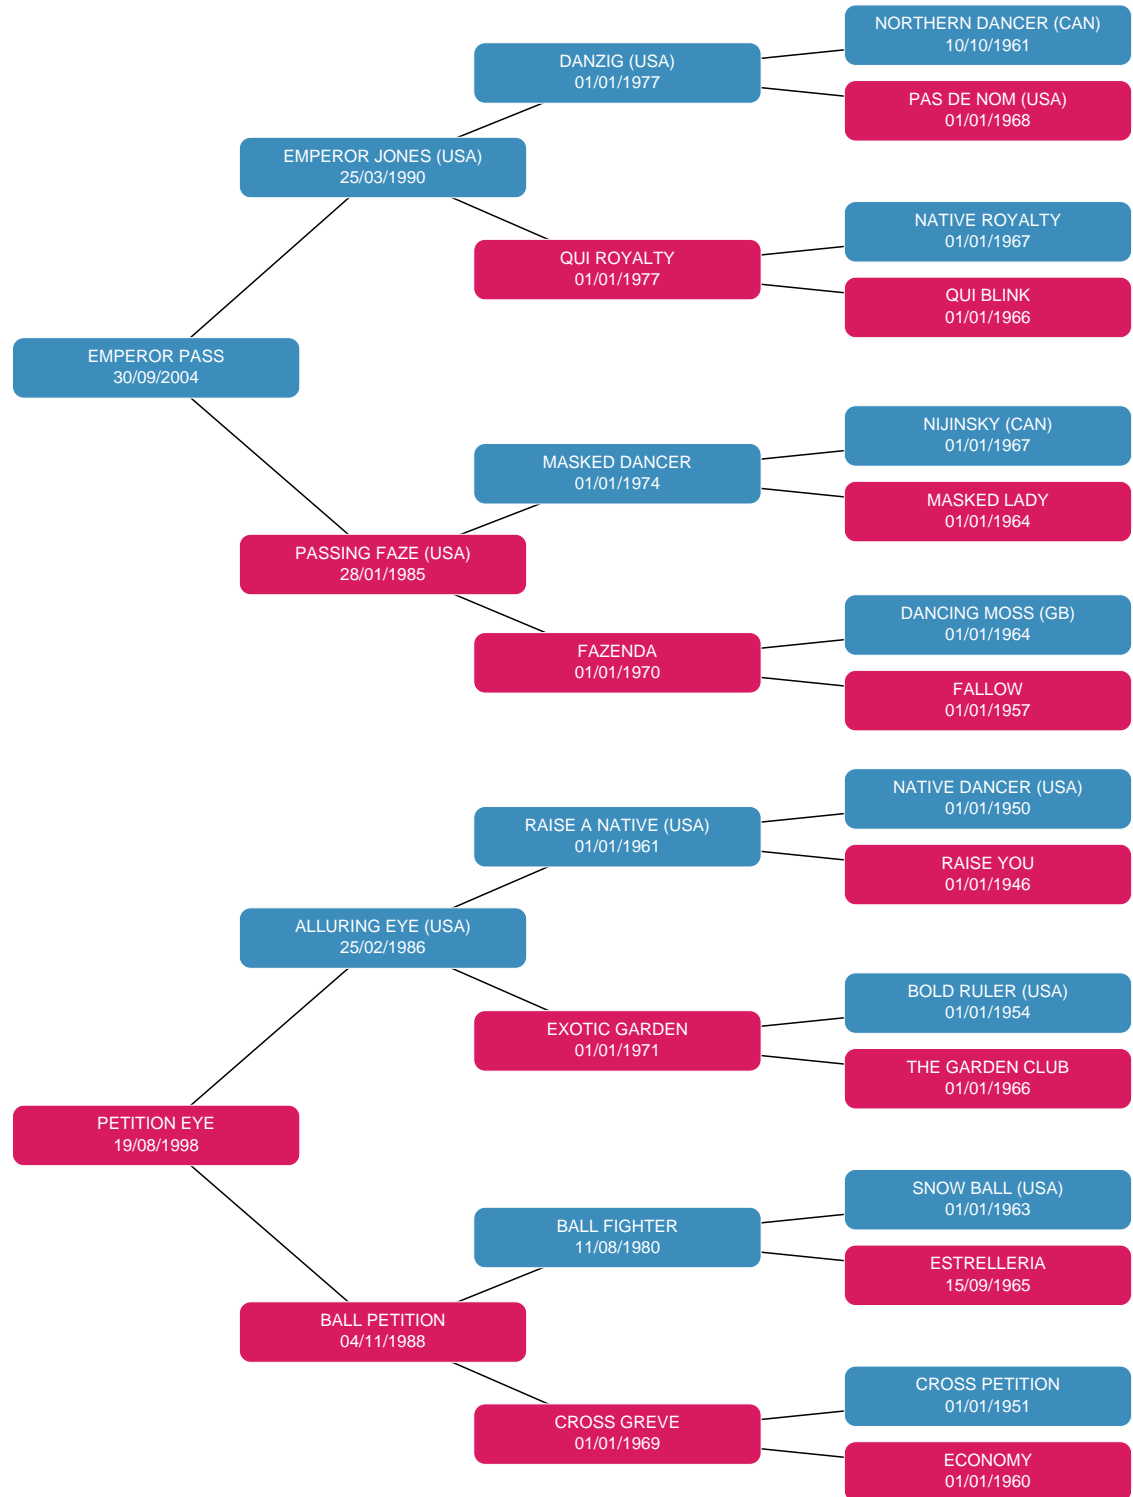 NORTHERN DANCER (CAN)
10/10/1961
DANZIG (USA)
01/01/1977
PAS DE NOM (USA)
01/01/1968
EMPEROR JONES (USA)
25/03/1990
NATIVE ROYALTY
01/01/1967
QUI ROYALTY
01/01/1977
QUI BLINK
01/01/1966
EMPEROR PASS
30/09/2004
NIJINSKY (CAN)
01/01/1967
MASKED DANCER
01/01/1974
MASKED LADY
01/01/1964
PASSING FAZE (USA)
28/01/1985
DANCING MOSS (GB)
01/01/1964
FAZENDA
01/01/1970
FALLOW
01/01/1957
NATIVE DANCER (USA)
01/01/1950
RAISE A NATIVE (USA)
01/01/1961
RAISE YOU
01/01/1946
ALLURING EYE (USA)
25/02/1986
BOLD RULER (USA)
01/01/1954
EXOTIC GARDEN
01/01/1971
THE GARDEN CLUB
01/01/1966
PETITION EYE
19/08/1998
SNOW BALL (USA)
01/01/1963
BALL FIGHTER
11/08/1980
ESTRELLERIA
15/09/1965
BALL PETITION
04/11/1988
CROSS PETITION
01/01/1951
CROSS GREVE
01/01/1969
ECONOMY
01/01/1960